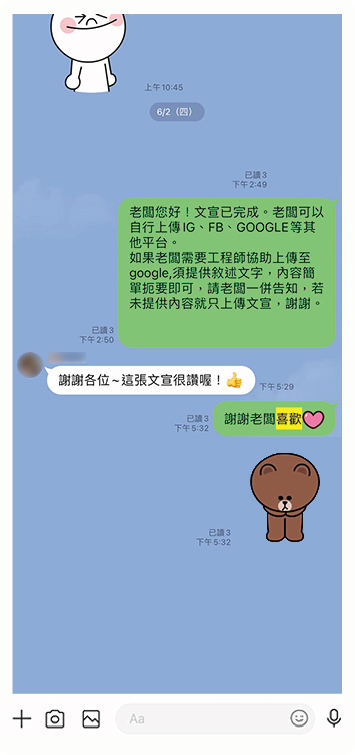 上午10:45
6/2（四）
已讀3
下午2:49
老闆您好！文宣已完成。老闆可以
自行上傳IG、FB、GOOGLE等其
他平台。
如果老闆需要工程師協助上傳至
google,須提供敘述文字，內容簡
單扼要即可，請老闆一併告知，若
未提供內容就只上傳文宣，謝謝。
已讀3
下午2:50
謝謝各位~這張文宣很讚喔！
下午5:29
已讀3
下午5:32
謝謝老闆喜歡
已讀3
下午5:32
Aa